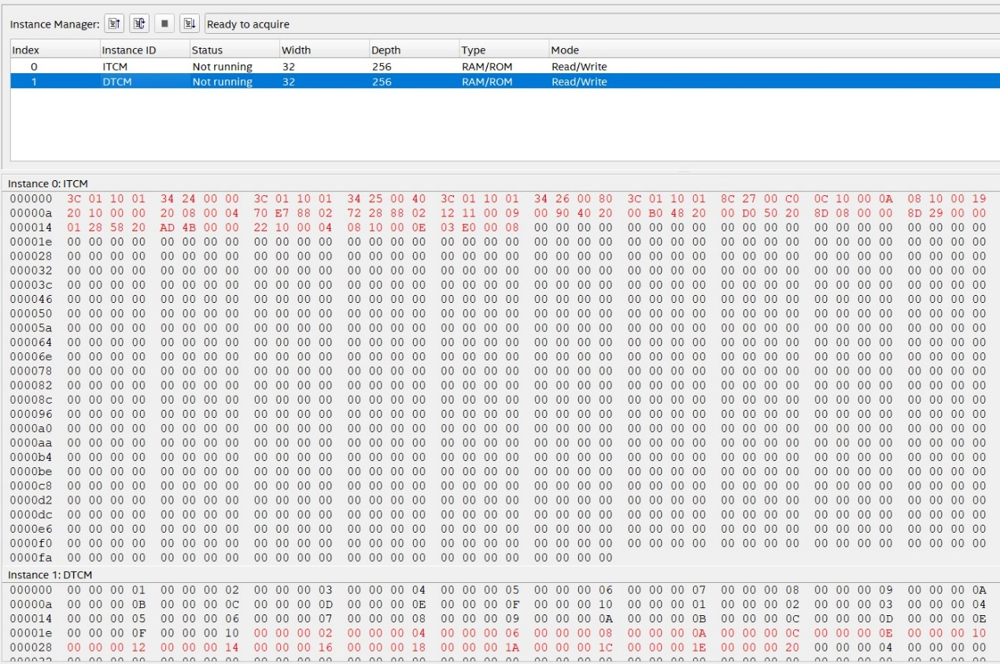 Instance Manager: Ready to acquire
Index Instance ID Status Width Depth Type Mode
0 ITCM Not running 32 256 RAM/ROM Read/Write
1 DTCM Not running 32 256 RAM/ROM Read/Write
Instance 0: ITCM
000000 3C 01 10 01 34 24 00 00 3C 01 10 01 34 25 00 40 3C 01 10 01 34 26 00 80 3C 01 10 01 8C 27 00 C0 0C 10 00 0A 08 10 00 19
00000a 20 10 00 00 20 08 00 04 70 E7 88 02 72 28 88 02 12 11 00 09 00 90 40 20 00 B0 48 20 00 D0 50 20 8D 08 00 00 8D 29 00 00
000014 01 28 58 20 AD 4B 00 00 22 10 00 04 08 10 00 0E 03 E0 00 08 00 00 00 00 00 00 00 00 00 00 00 00 00 00 00 00 00 00 00 00
00001e 00 00 00 00 00 00 00 00 00 00 00 00 00 00 00 00 00 00 00 00 00 00 00 00 00 00 00 00 00 00 00 00 00 00 00 00 00 00 00 00
000028 00 00 00 00 00 00 00 00 00 00 00 00 00 00 00 00 00 00 00 00 00 00 00 00 00 00 00 00 00 00 00 00 00 00 00 00 00 00 00 00
000032 00 00 00 00 00 00 00 00 00 00 00 00 00 00 00 00 00 00 00 00 00 00 00 00 00 00 00 00 00 00 00 00 00 00 00 00 00 00 00 00
00003c 00 00 00 00 00 00 00 00 00 00 00 00 00 00 00 00 00 00 00 00 00 00 00 00 00 00 00 00 00 00 00 00 00 00 00 00 00 00 00 00
000046 00 00 00 00 00 00 00 00 00 00 00 00 00 00 00 00 00 00 00 00 00 00 00 00 00 00 00 00 00 00 00 00 00 00 00 00 00 00 00 00
000050 00 00 00 00 00 00 00 00 00 00 00 00 00 00 00 00 00 00 00 00 00 00 00 00 00 00 00 00 00 00 00 00 00 00 00 00 00 00 00 00
00005a 00 00 00 00 00 00 00 00 00 00 00 00 00 00 00 00 00 00 00 00 00 00 00 00 00 00 00 00 00 00 00 00 00 00 00 00 00 00 00 00
000064 00 00 00 00 00 00 00 00 00 00 00 00 00 00 00 00 00 00 00 00 00 00 00 00 00 00 00 00 00 00 00 00 00 00 00 00 00 00 00 00
00006e 00 00 00 00 00 00 00 00 00 00 00 00 00 00 00 00 00 00 00 00 00 00 00 00 00 00 00 00 00 00 00 00 00 00 00 00 00 00 00 00
000078 00 00 00 00 00 00 00 00 00 00 00 00 00 00 00 00 00 00 00 00 00 00 00 00 00 00 00 00 00 00 00 00 00 00 00 00 00 00 00 00
000082 00 00 00 00 00 00 00 00 00 00 00 00 00 00 00 00 00 00 00 00 00 00 00 00 00 00 00 00 00 00 00 00 00 00 00 00 00 00 00 00
00008c 00 00 00 00 00 00 00 00 00 00 00 00 00 00 00 00 00 00 00 00 00 00 00 00 00 00 00 00 00 00 00 00 00 00 00 00 00 00 00 00
000096 00 00 00 00 00 00 00 00 00 00 00 00 00 00 00 00 00 00 00 00 00 00 00 00 00 00 00 00 00 00 00 00 00 00 00 00 00 00 00 00
0000a0 00 00 00 00 00 00 00 00 00 00 00 00 00 00 00 00 00 00 00 00 00 00 00 00 00 00 00 00 00 00 00 00 00 00 00 00 00 00 00 00
0000aa 00 00 00 00 00 00 00 00 00 00 00 00 00 00 00 00 00 00 00 00 00 00 00 00 00 00 00 00 00 00 00 00 00 00 00 00 00 00 00 00
0000b4 00 00 00 00 00 00 00 00 00 00 00 00 00 00 00 00 00 00 00 00 00 00 00 00 00 00 00 00 00 00 00 00 00 00 00 00 00 00 00 00
0000be 00 00 00 00 00 00 00 00 00 00 00 00 00 00 00 00 00 00 00 00 00 00 00 00 00 00 00 00 00 00 00 00 00 00 00 00 00 00 00 00
0000c8 00 00 00 00 00 00 00 00 00 00 00 00 00 00 00 00 00 00 00 00 00 00 00 00 00 00 00 00 00 00 00 00 00 00 00 00 00 00 00 00
0000d2 00 00 00 00 00 00 00 00 00 00 00 00 00 00 00 00 00 00 00 00 00 00 00 00 00 00 00 00 00 00 00 00 00 00 00 00 00 00 00 00
0000dc 00 00 00 00 00 00 00 00 00 00 00 00 00 00 00 00 00 00 00 00 00 00 00 00 00 00 00 00 00 00 00 00 00 00 00 00 00 00 00 00
0000e6 00 00 00 00 00 00 00 00 00 00 00 00 00 00 00 00 00 00 00 00 00 00 00 00 00 00 00 00 00 00 00 00 00 00 00 00 00 00 00 00
0000f0 00 00 00 00 00 00 00 00 00 00 00 00 00 00 00 00 00 00 00 00 00 00 00 00 00 00 00 00 00 00 00 00 00 00 00 00 00 00 00 00
0000fa 00 00 00 00 00 00 00 00 00 00 00 00 00 00 00 00 00 00 00 00 00 00 00 00
Instance 1: DTCM
000000 00 00 00 01 00 00 00 02 00 00 00 03 00 00 00 04 00 00 00 05 00 00 00 06 00 00 00 07 00 00 00 08 00 00 00 09 00 00 00 0A
00000a 00 00 00 0B 00 00 00 0C 00 00 00 0D 00 00 00 0E 00 00 00 0F 00 00 00 10 00 00 00 01 00 00 00 02 00 00 00 03 00 00 00 04
000014 00 00 00 05 00 00 00 06 00 00 00 07 00 00 00 08 00 00 00 09 00 00 00 0A 00 00 00 0B 00 00 00 0C 00 00 00 0D 00 00 00 0E
00001e 00 00 00 0F 00 00 00 10 00 00 00 02 00 00 00 04 00 00 00 06 00 00 00 08 00 00 00 0A 00 00 00 0C 00 00 00 0E 00 00 00 10
000028 00 00 00 12 00 00 00 14 00 00 00 16 00 00 00 18 00 00 00 1A 00 00 00 1C 00 00 00 1E 00 00 00 20 00 00 00 04 00 00 00 00